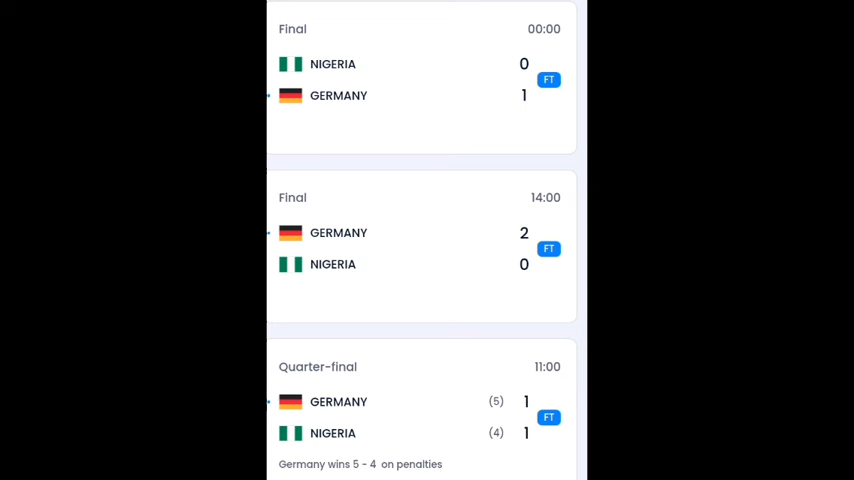 Final 00:00
NIGERIA 0
FT
GERMANY 1
Final 14:00
GERMANY 2
FT
NIGERIA 0
Quarter-final 11:00
GERMANY (5) 1
FT
NIGERIA (4) 1
Germany wins 5 - 4 on penalties